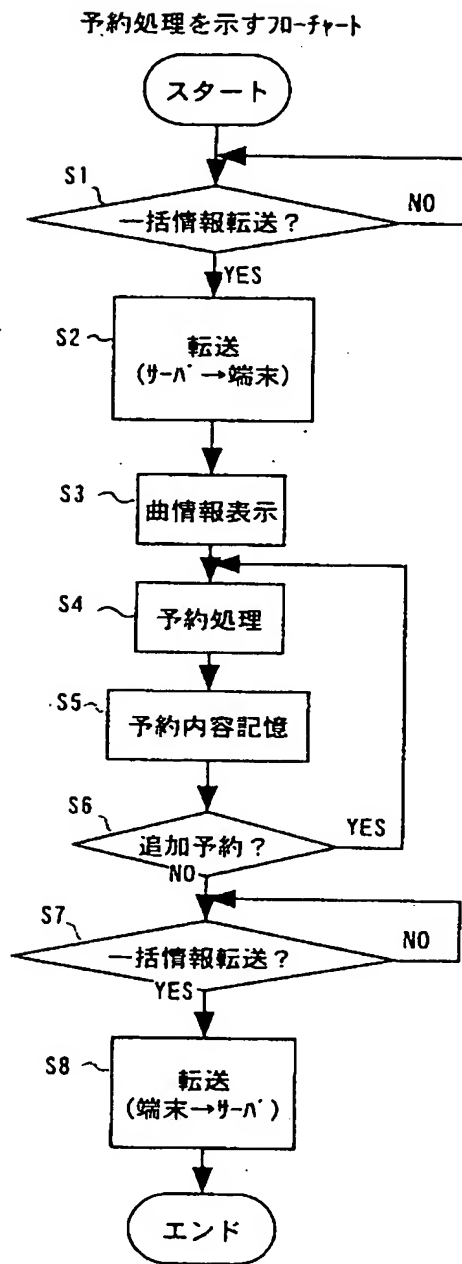 予約処理を示すフローチャート
スタート
S1
一括情報転送？
NO
YES
S2
転送
(サーバ→端末)
S3
曲情報表示
S4
予約処理
S5
予約内容記憶
S6
追加予約？
YES
NO
S7
一括情報転送？
NO
YES
S8
転送
(端末→サーバ)
エンド